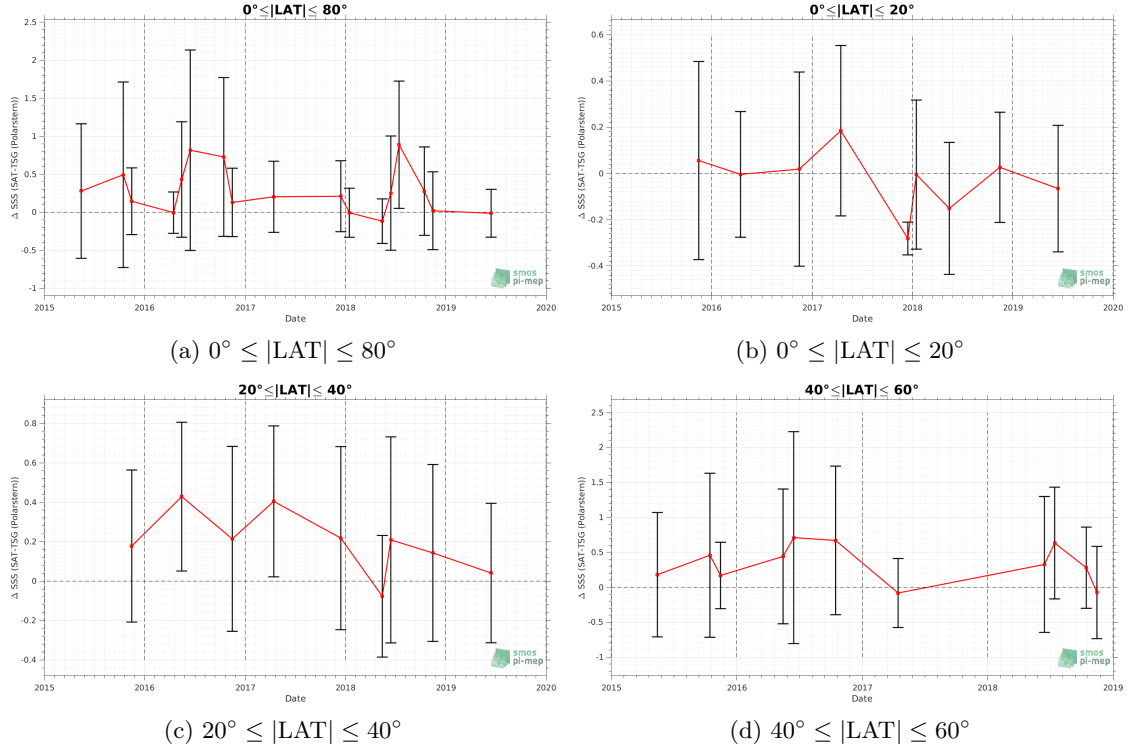 0°≤|LAT|≤ 80°
2.5
2
1.5
1
0.5
0
-0.5
-1
Δ SSS (SAT-TSG (Polarstern))
2015
2016
2017
2018
2019
2020
Date
smos
pi-mep
(a) 0° ≤ |LAT| ≤ 80°
0°≤|LAT|≤ 20°
0.6
0.4
0.2
0
-0.2
-0.4
Δ SSS (SAT-TSG (Polarstern))
2015
2016
2017
2018
2019
2020
Date
smos
pi-mep
(b) 0° ≤ |LAT| ≤ 20°
20°≤|LAT|≤ 40°
0.8
0.6
0.4
0.2
0
-0.2
-0.4
Δ SSS (SAT-TSG (Polarstern))
2015
2016
2017
2018
2019
2020
Date
smos
pi-mep
(c) 20° ≤ |LAT| ≤ 40°
40°≤|LAT|≤ 60°
2.5
2
1.5
1
0.5
0
-0.5
-1
Δ SSS (SAT-TSG (Polarstern))
2015
2016
2017
2018
2019
Date
smos
pi-mep
(d) 40° ≤ |LAT| ≤ 60°